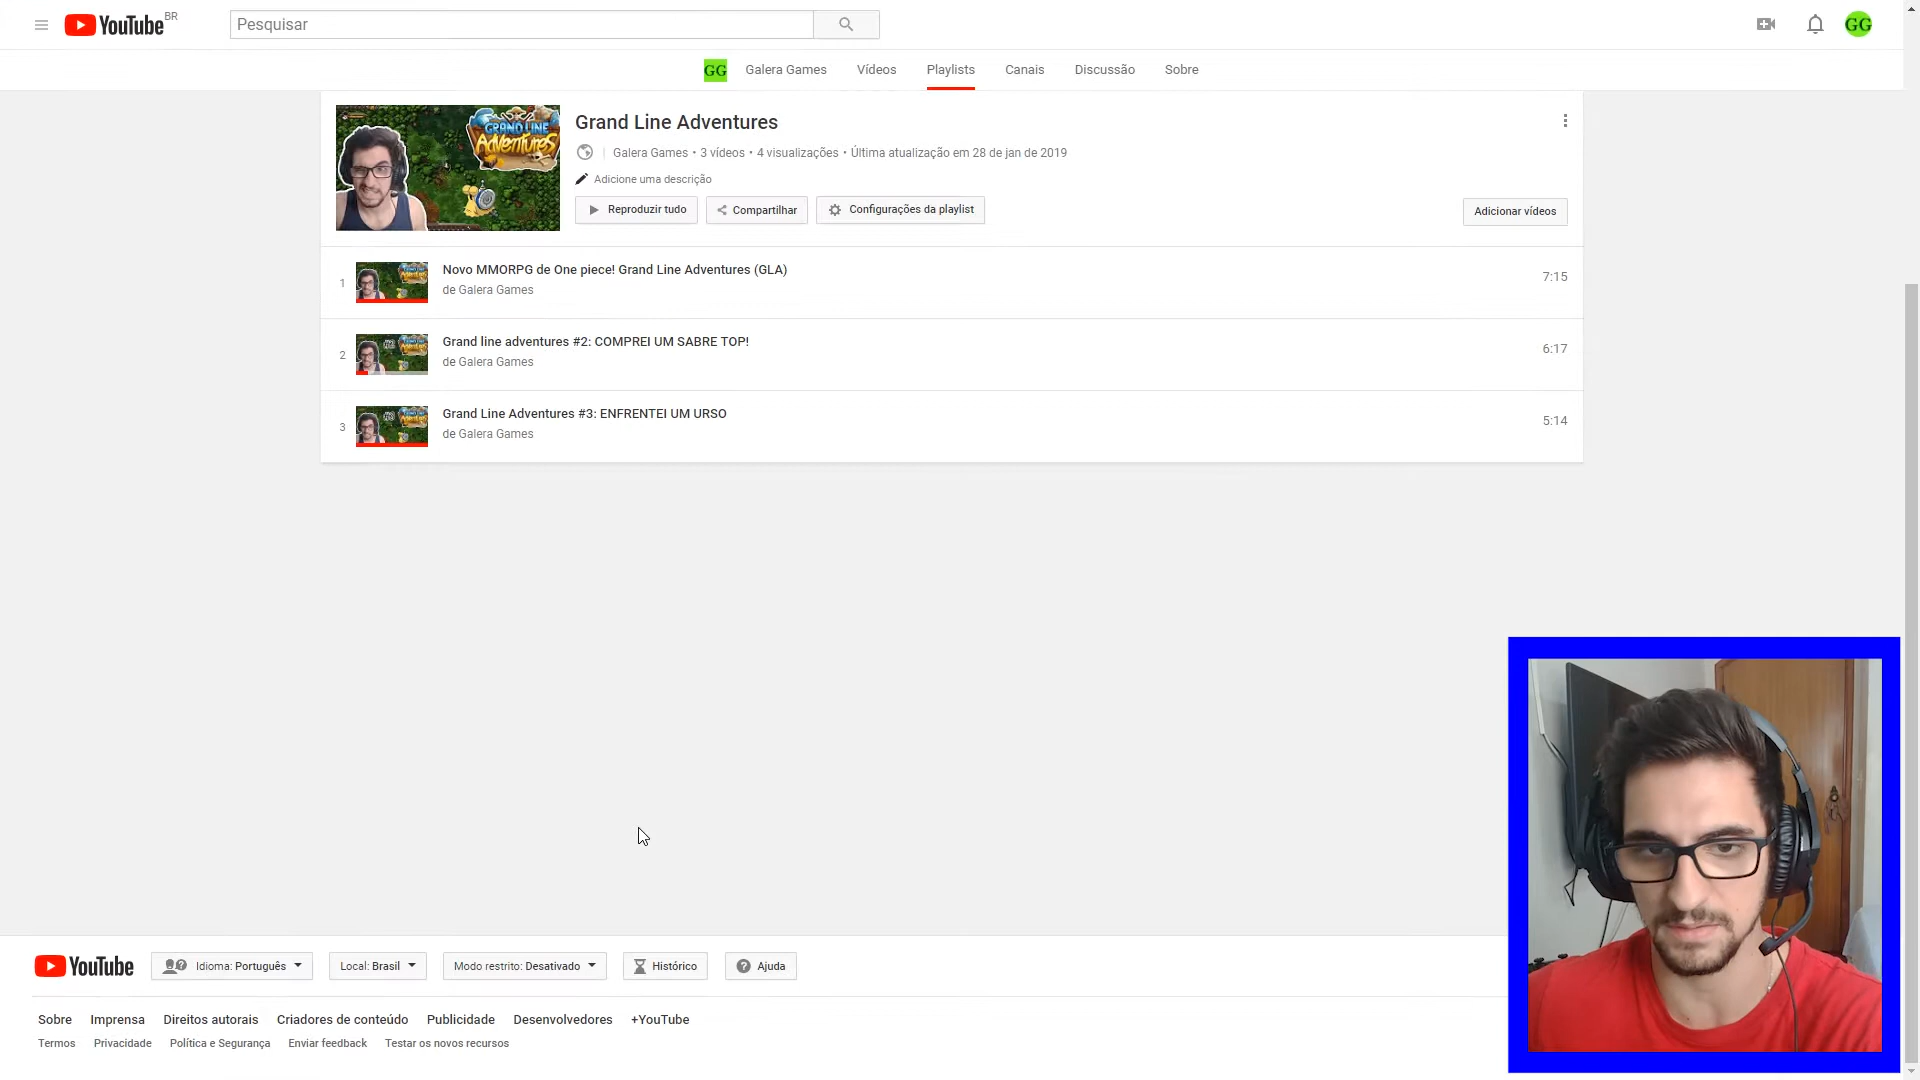 YouTube BR
Pesquisar
GG
GG Galera Games Vídeos Playlists Canais Discussão Sobre
GRAND LINE
Adventures
Grand Line Adventures
Galera Games • 3 vídeos • 4 visualizações • Última atualização em 28 de jan de 2019
Adicione uma descrição
Reproduzir tudo Compartilhar Configurações da playlist Adicionar vídeos
1 Novo MMORPG de One piece! Grand Line Adventures (GLA) 7:15
de Galera Games
2 Grand line adventures #2: COMPREI UM SABRE TOP! 6:17
de Galera Games
3 Grand Line Adventures #3: ENFRENTEI UM URSO 5:14
de Galera Games
YouTube Idioma: Português Local: Brasil Modo restrito: Desativado Histórico Ajuda
Sobre Imprensa Direitos autorais Criadores de conteúdo Publicidade Desenvolvedores +YouTube
Termos Privacidade Política e Segurança Enviar feedback Testar os novos recursos